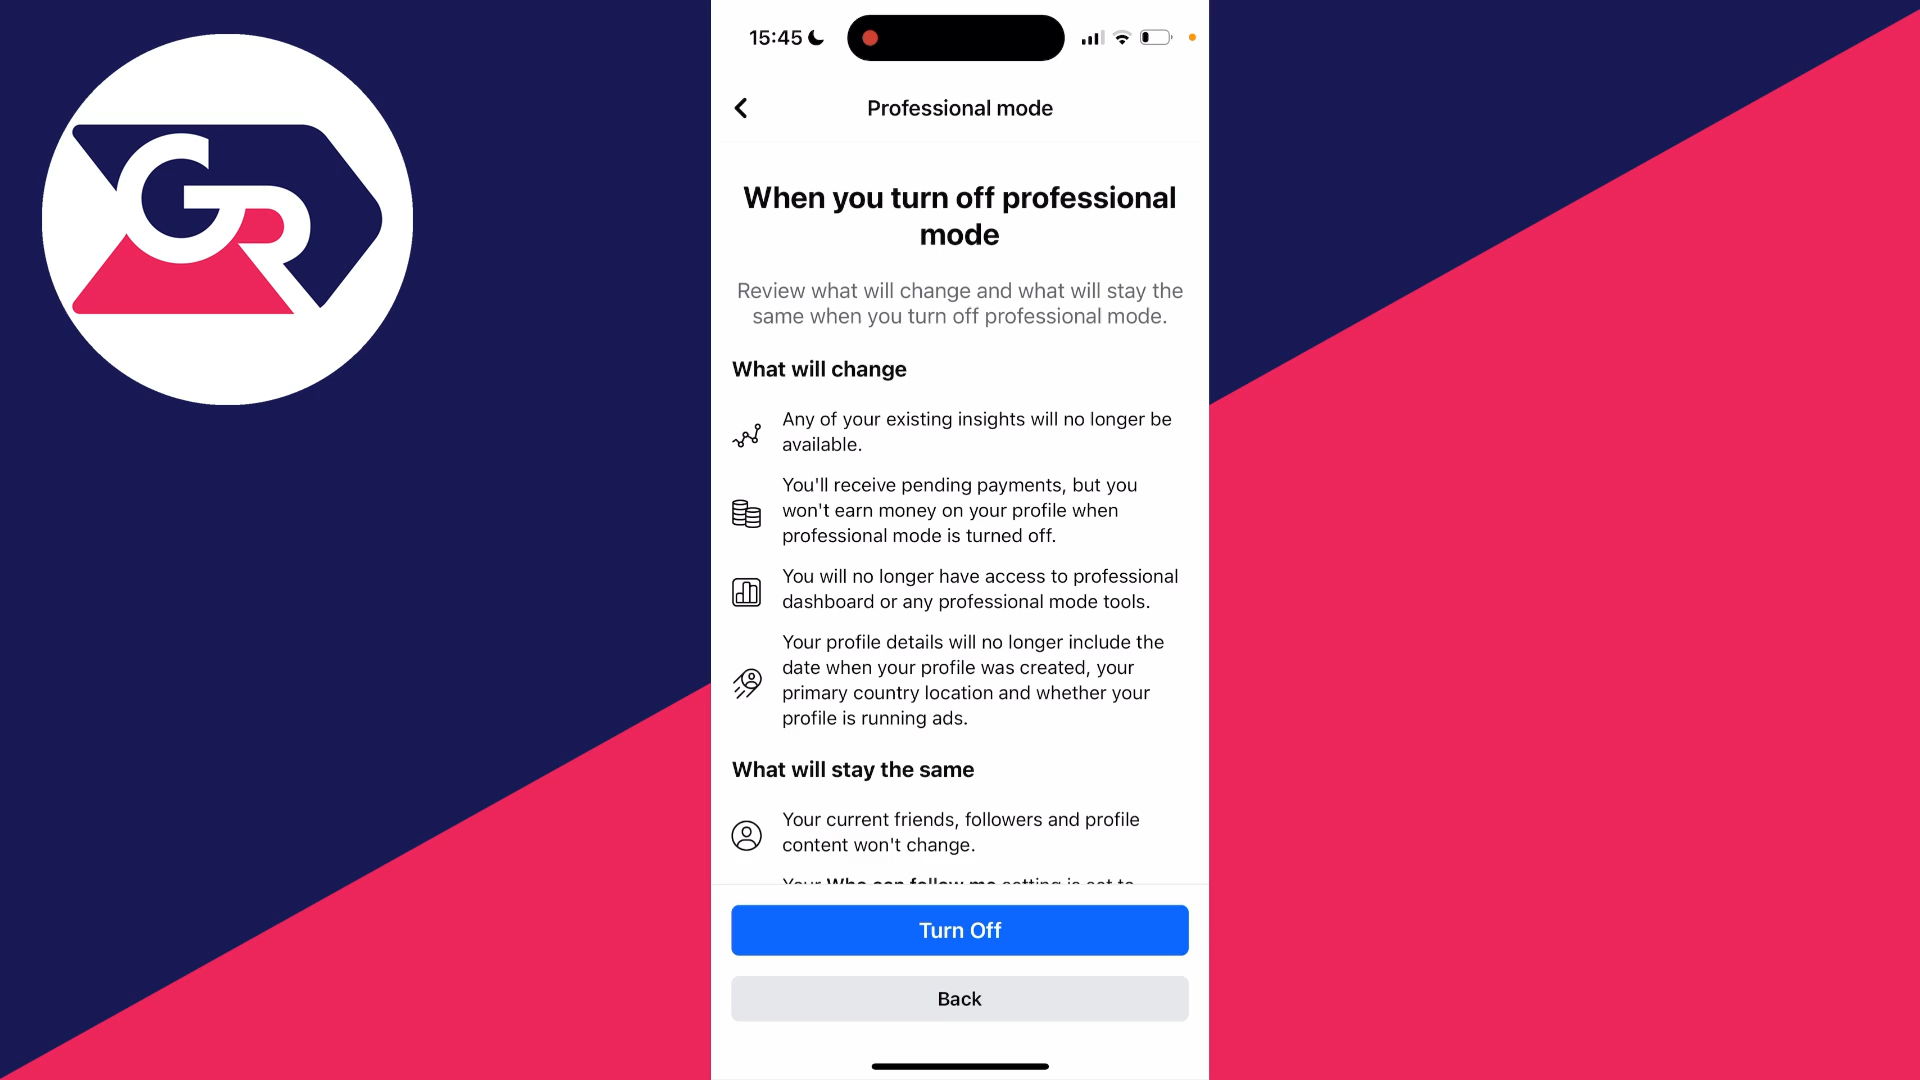 GR
15:45
Professional mode
When you turn off professional
mode
Review what will change and what will stay the
same when you turn off professional mode.
What will change
Any of your existing insights will no longer be
available.
You'll receive pending payments, but you
won't earn money on your profile when
professional mode is turned off.
You will no longer have access to professional
dashboard or any professional mode tools.
Your profile details will no longer include the
date when your profile was created, your
primary country location and whether your
profile is running ads.
What will stay the same
Your current friends, followers and profile
content won't change.
Your Who can follow me setting is set to
Turn Off
Back